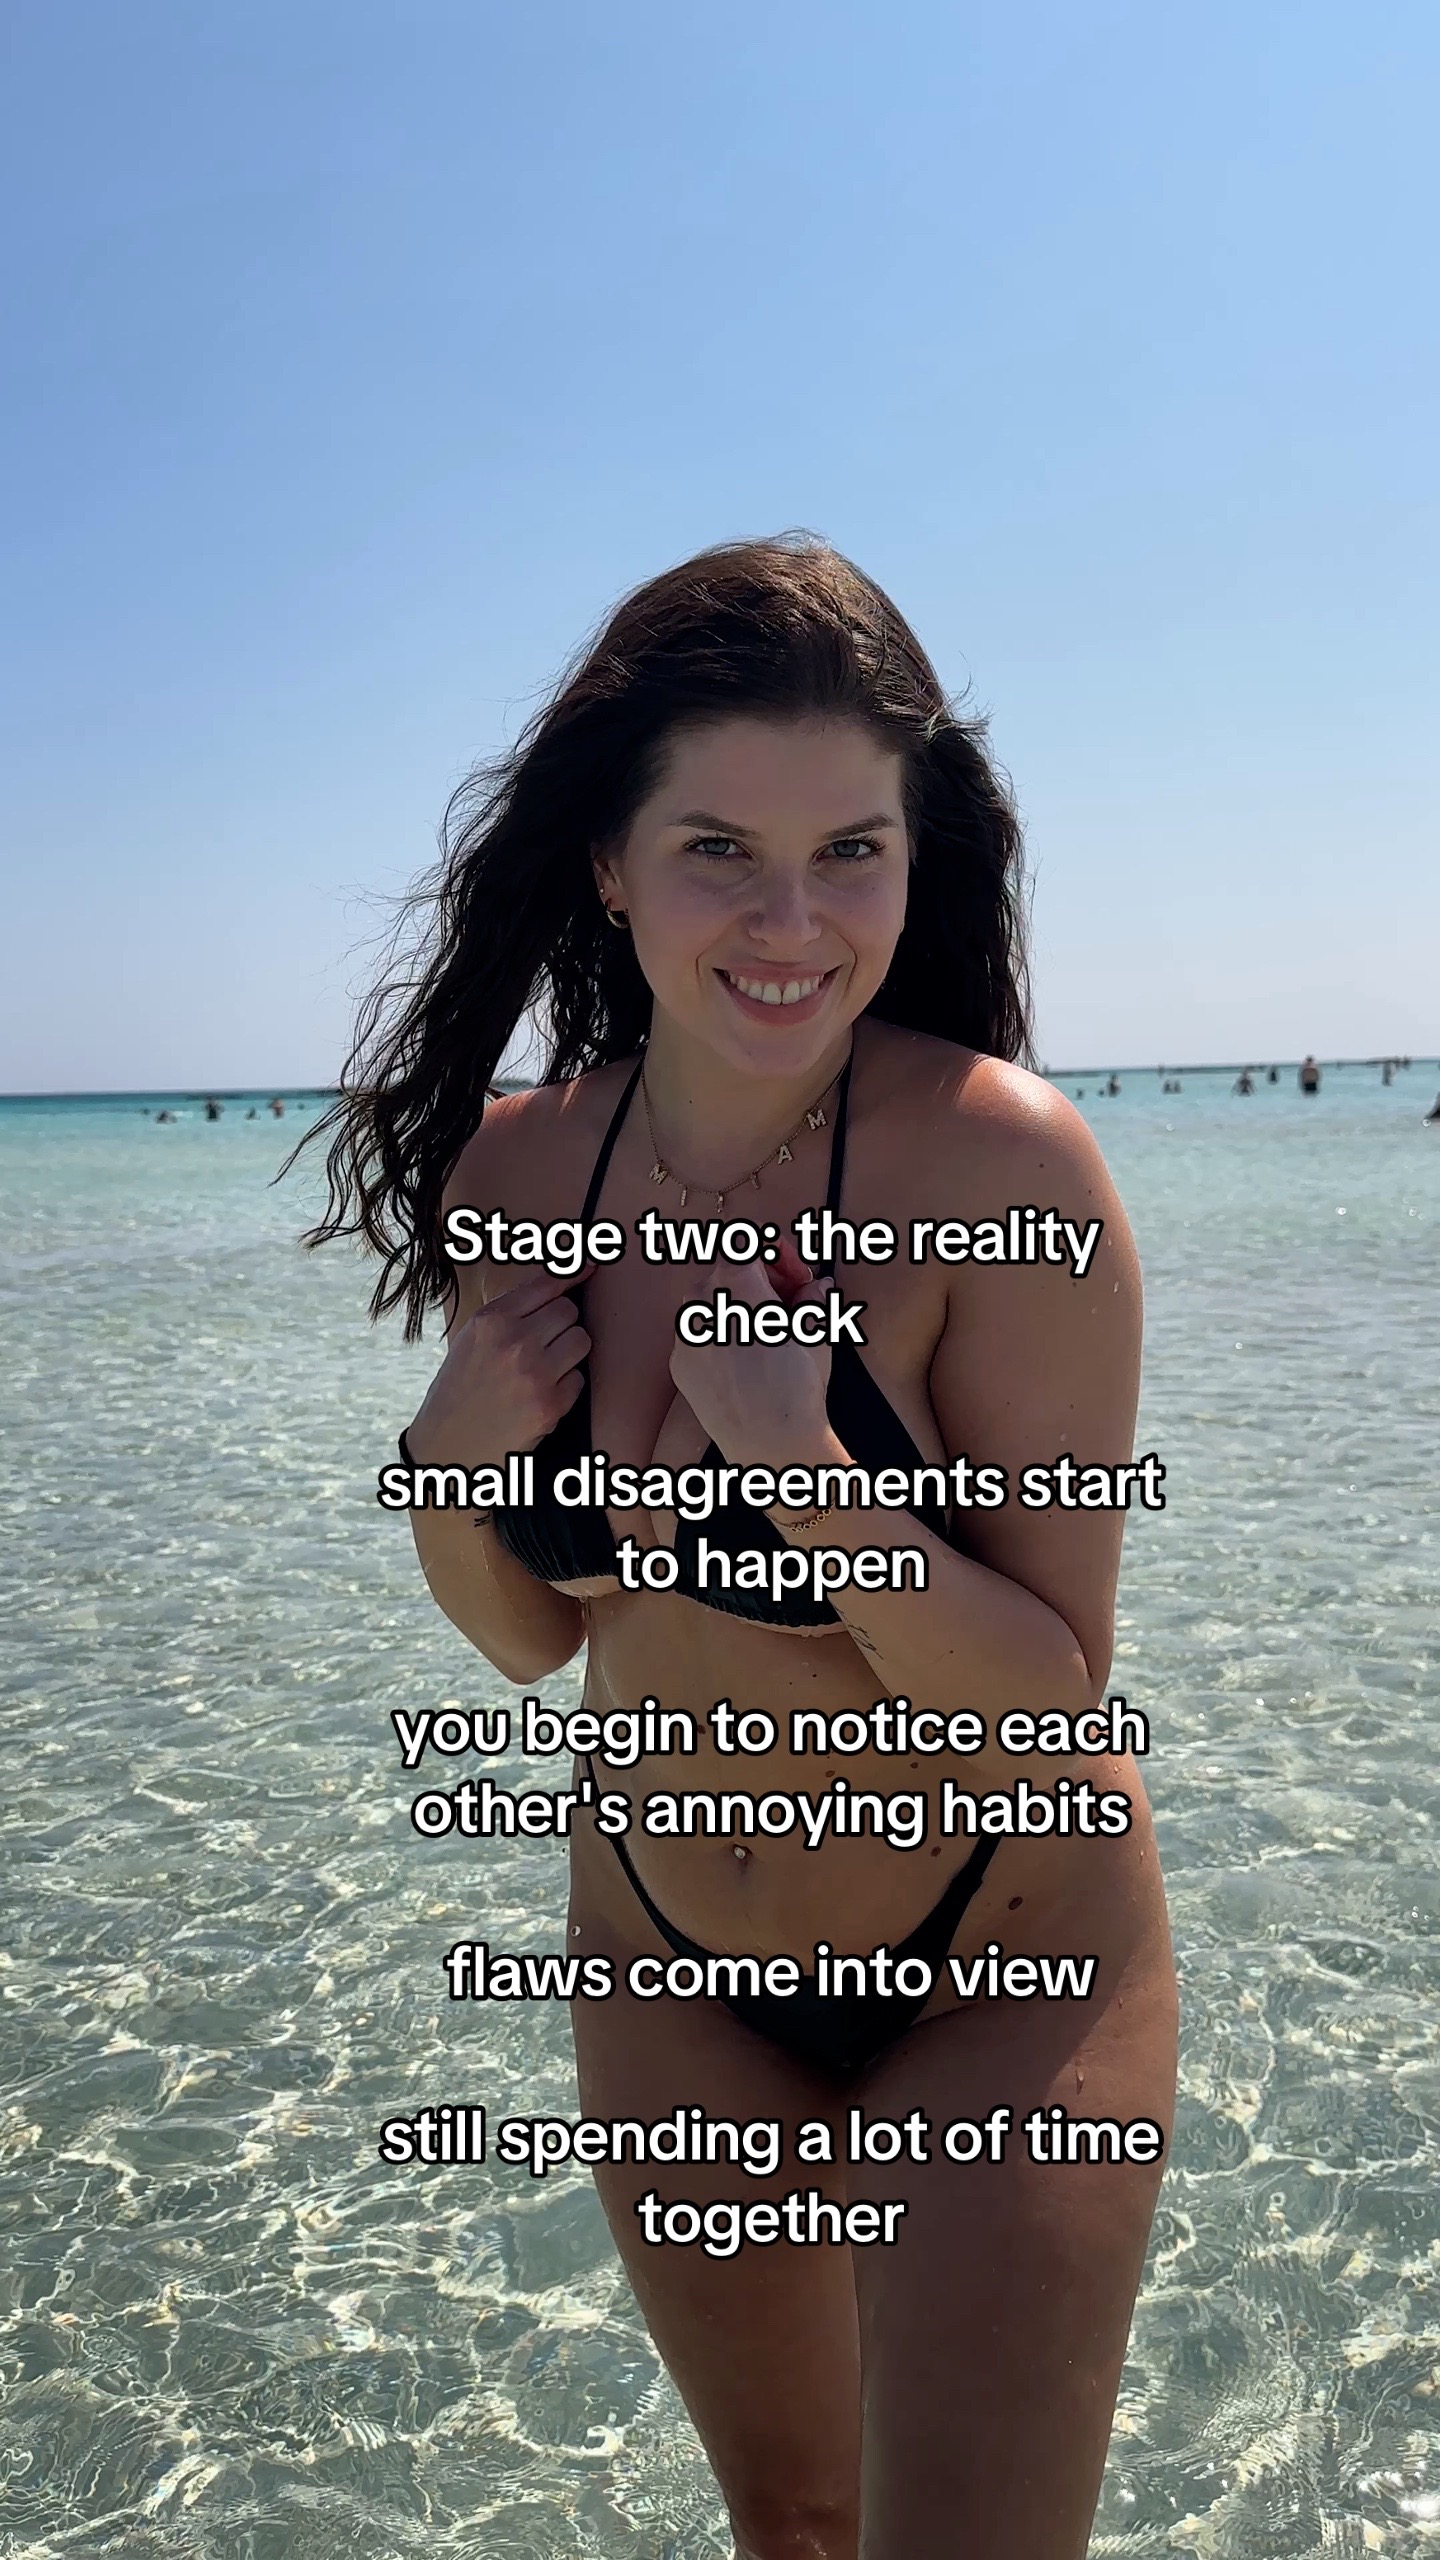 Stage two: the reality
check
small disagreements start
to happen
you begin to notice each
other's annoying habits
flaws come into view
still spending a lot of time
together